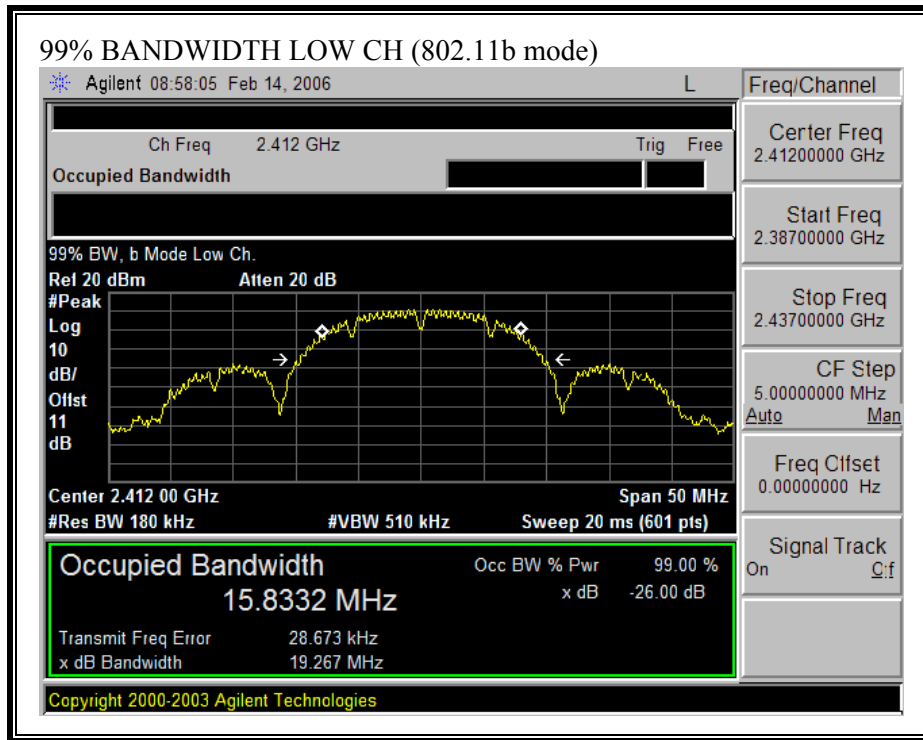 99% BANDWIDTH LOW CH (802.11b mode)
Agilent 08:58:05 Feb 14, 2006 L
Freq/Channel
Ch Freq 2.412 GHz Trig Free
Occupied Bandwidth
Center Freq
2.41200000 GHz
Start Freq
2.38700000 GHz
Stop Freq
2.43700000 GHz
CF Step
5.00000000 MHz
Auto Man
Freq Offset
0.00000000 Hz
Signal Track
On Off
99% BW, b Mode Low Ch.
Ref 20 dBm Atten 20 dB
#Peak
Log
10
dB/
Offst
11
dB
Center 2.412 00 GHz Span 50 MHz
#Res BW 180 kHz #VBW 510 kHz Sweep 20 ms (601 pts)
Occupied Bandwidth
15.8332 MHz
Occ BW % Pwr 99.00 %
x dB -26.00 dB
Transmit Freq Error 28.673 kHz
x dB Bandwidth 19.267 MHz
Copyright 2000-2003 Agilent Technologies